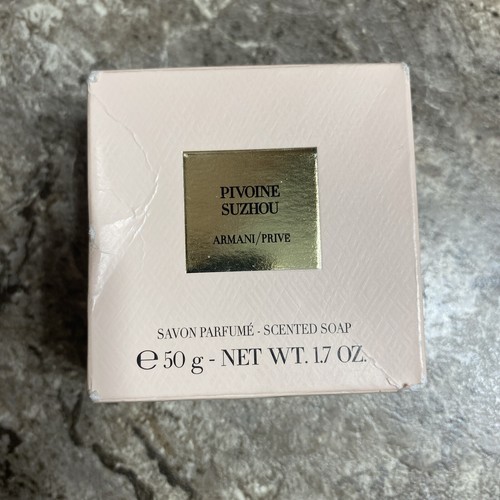 PIVOINE
SUZHOU
ARMANI/PRIVE
SAVON PARFUMÉ - SCENTED SOAP
℮ 50 g - NET WT. 1.7 OZ.